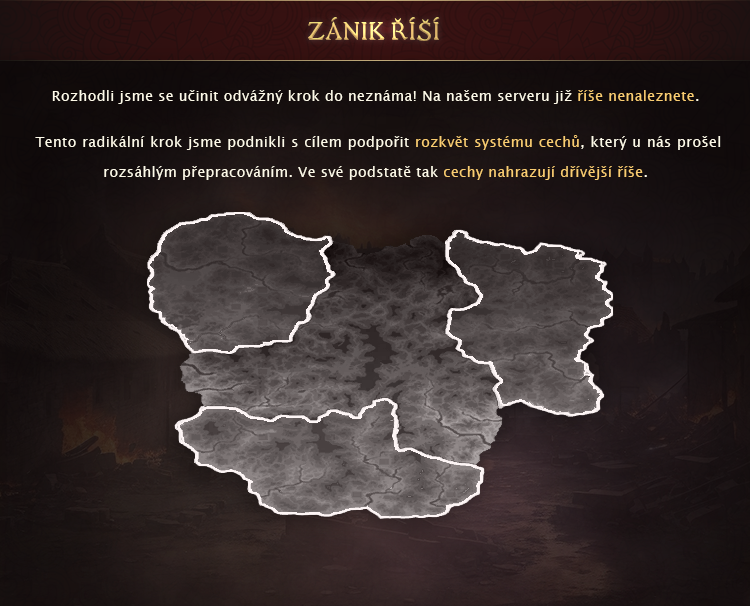 ZÁNIK ŘÍŠÍ
Rozhodli jsme se učinit odvážný krok do neznáma! Na našem serveru již říše nenaleznete.
Tento radikální krok jsme podnikli s cílem podpořit rozkvět systému cechů, který u nás prošel
rozsáhlým přepracováním. Ve své podstatě tak cechy nahrazují dřívější říše.